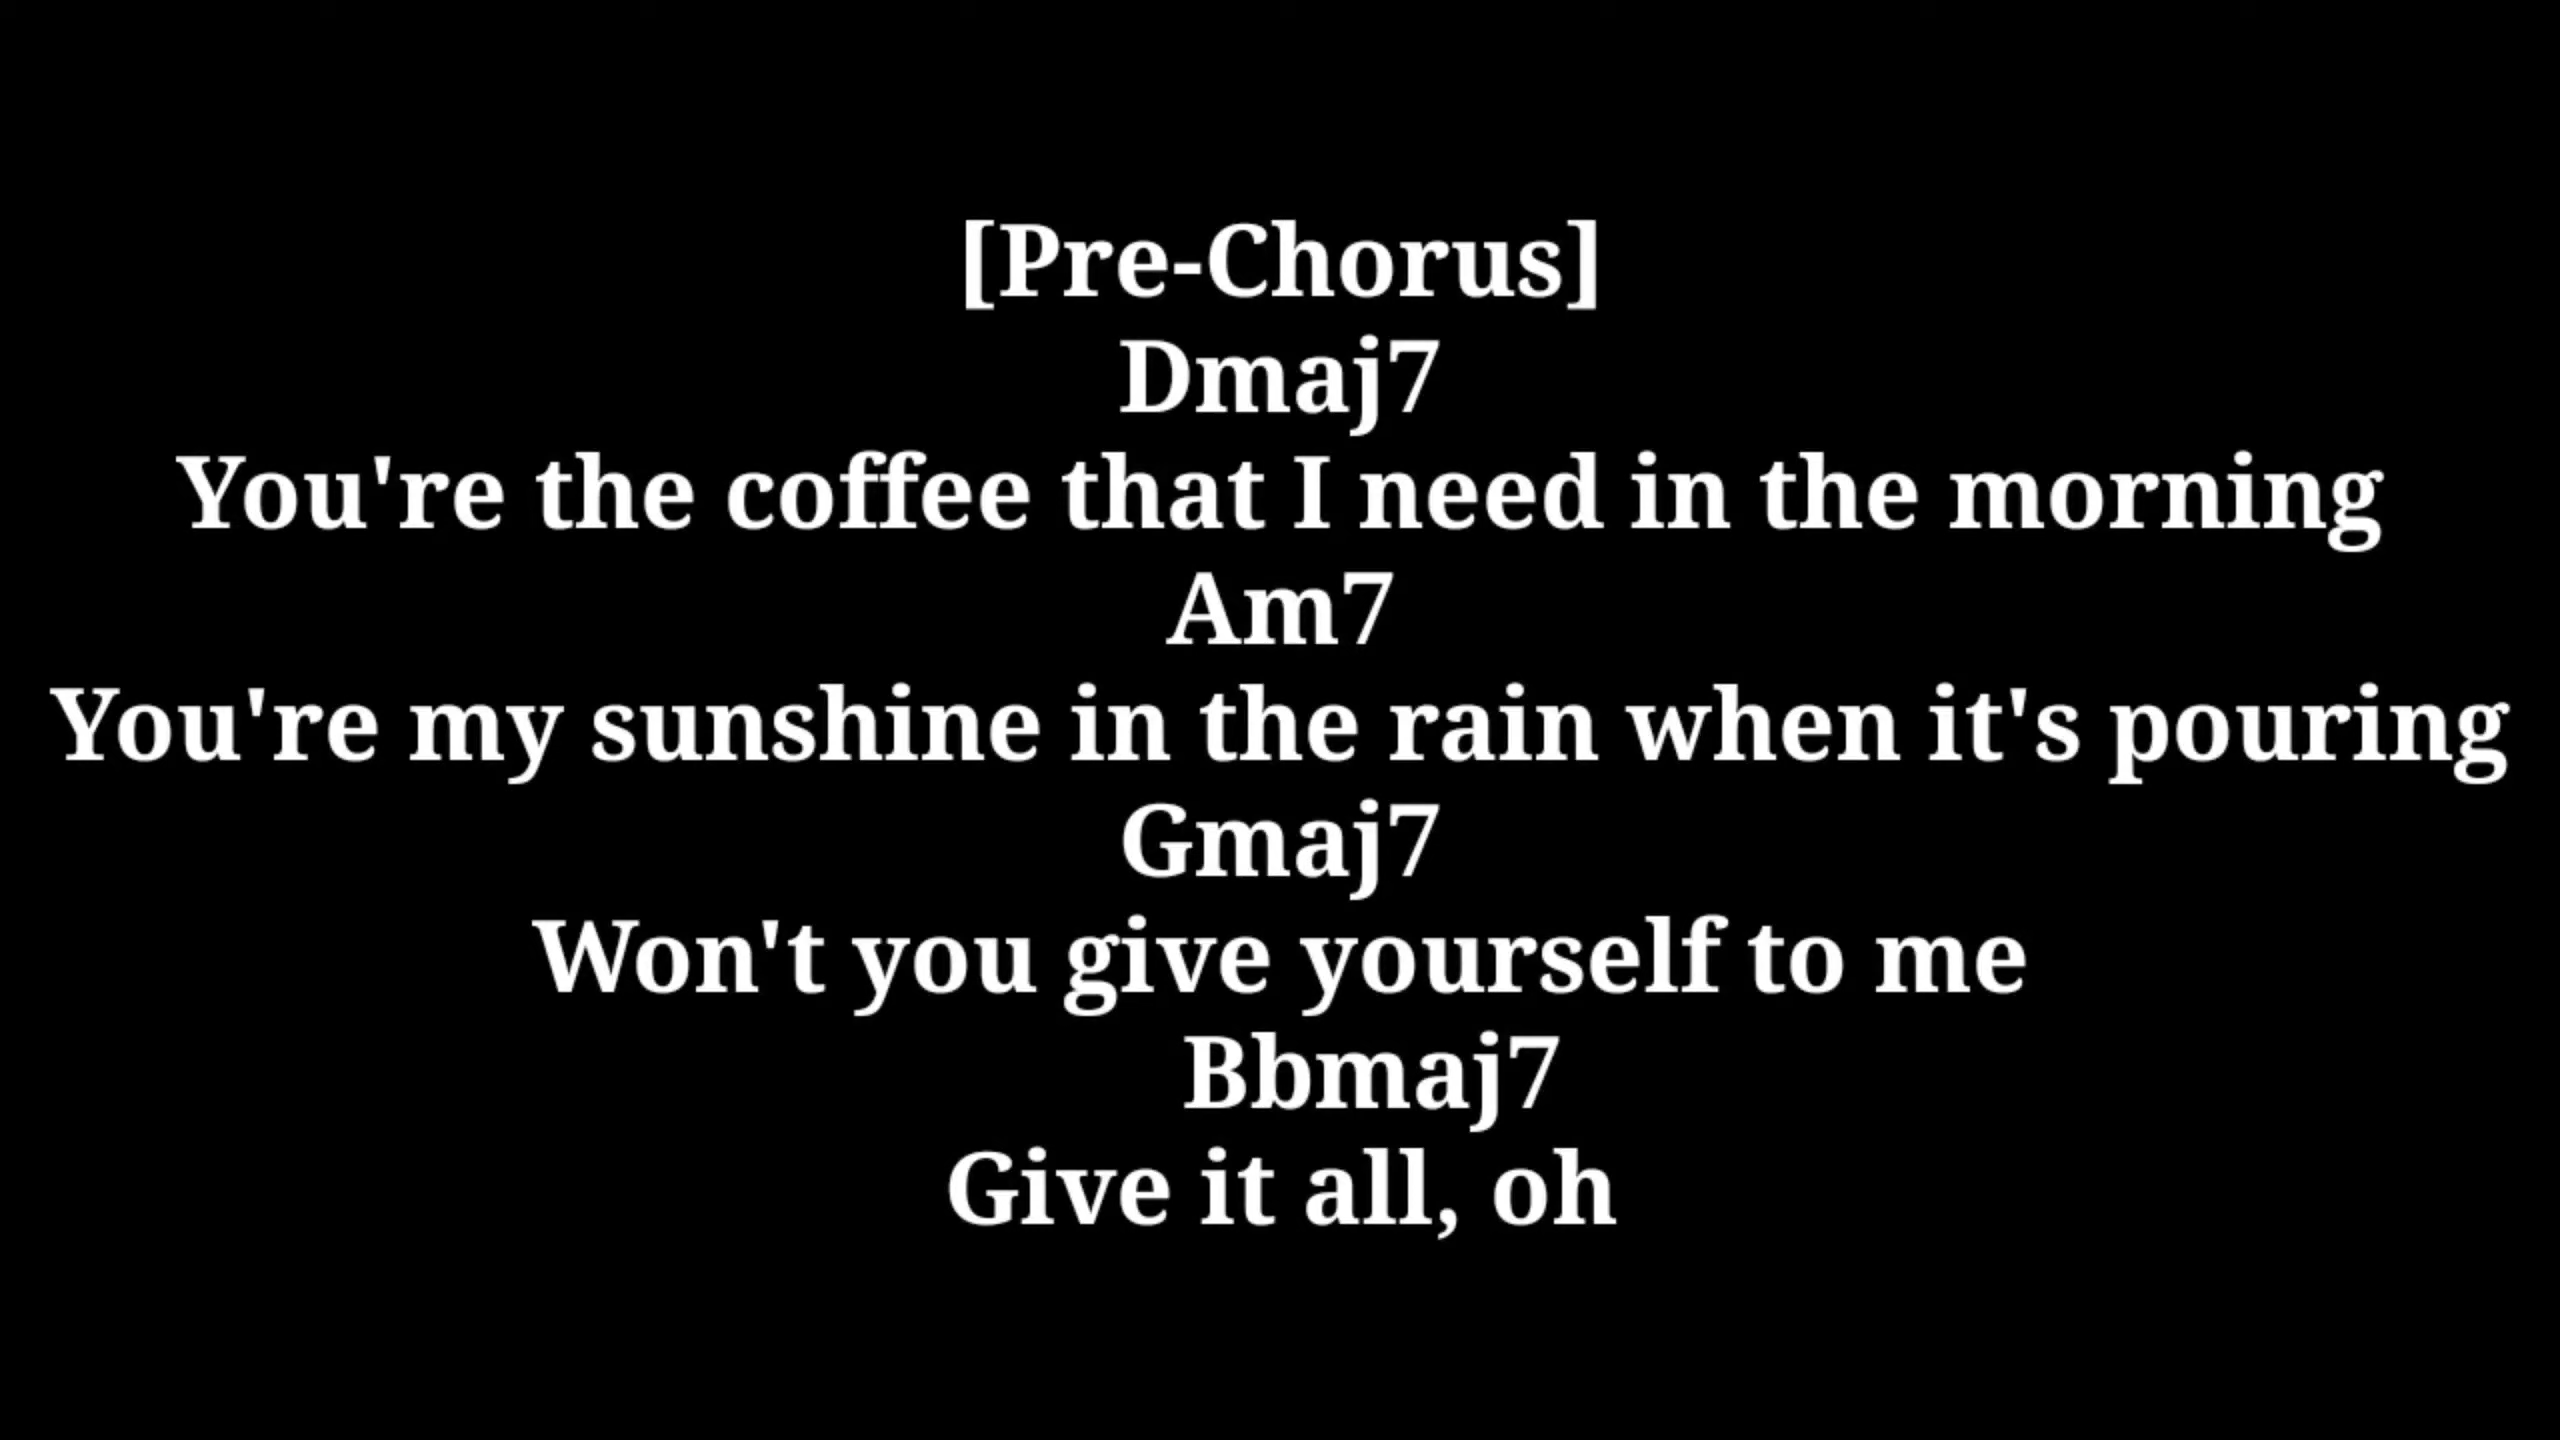 [Pre-Chorus]
Dmaj7
You're the coffee that I need in the morning
Am7
You're my sunshine in the rain when it's pouring
Gmaj7
Won't you give yourself to me
Bbmaj7
Give it all, oh